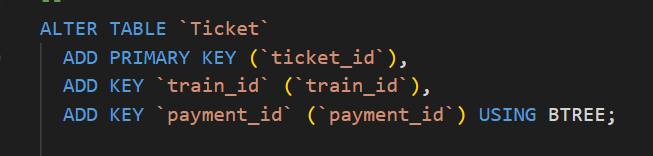 --
ALTER TABLE `Ticket`
  ADD PRIMARY KEY (`ticket_id`),
  ADD KEY `train_id` (`train_id`),
  ADD KEY `payment_id` (`payment_id`) USING BTREE;